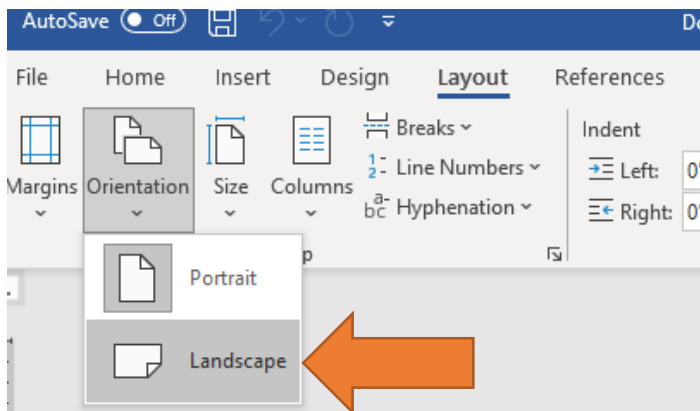 AutoSave Off
File Home Insert Design Layout References
Margins Orientation Size Columns
Breaks
Line Numbers
Hyphenation
Indent
Left:
Right:
Portrait
Landscape